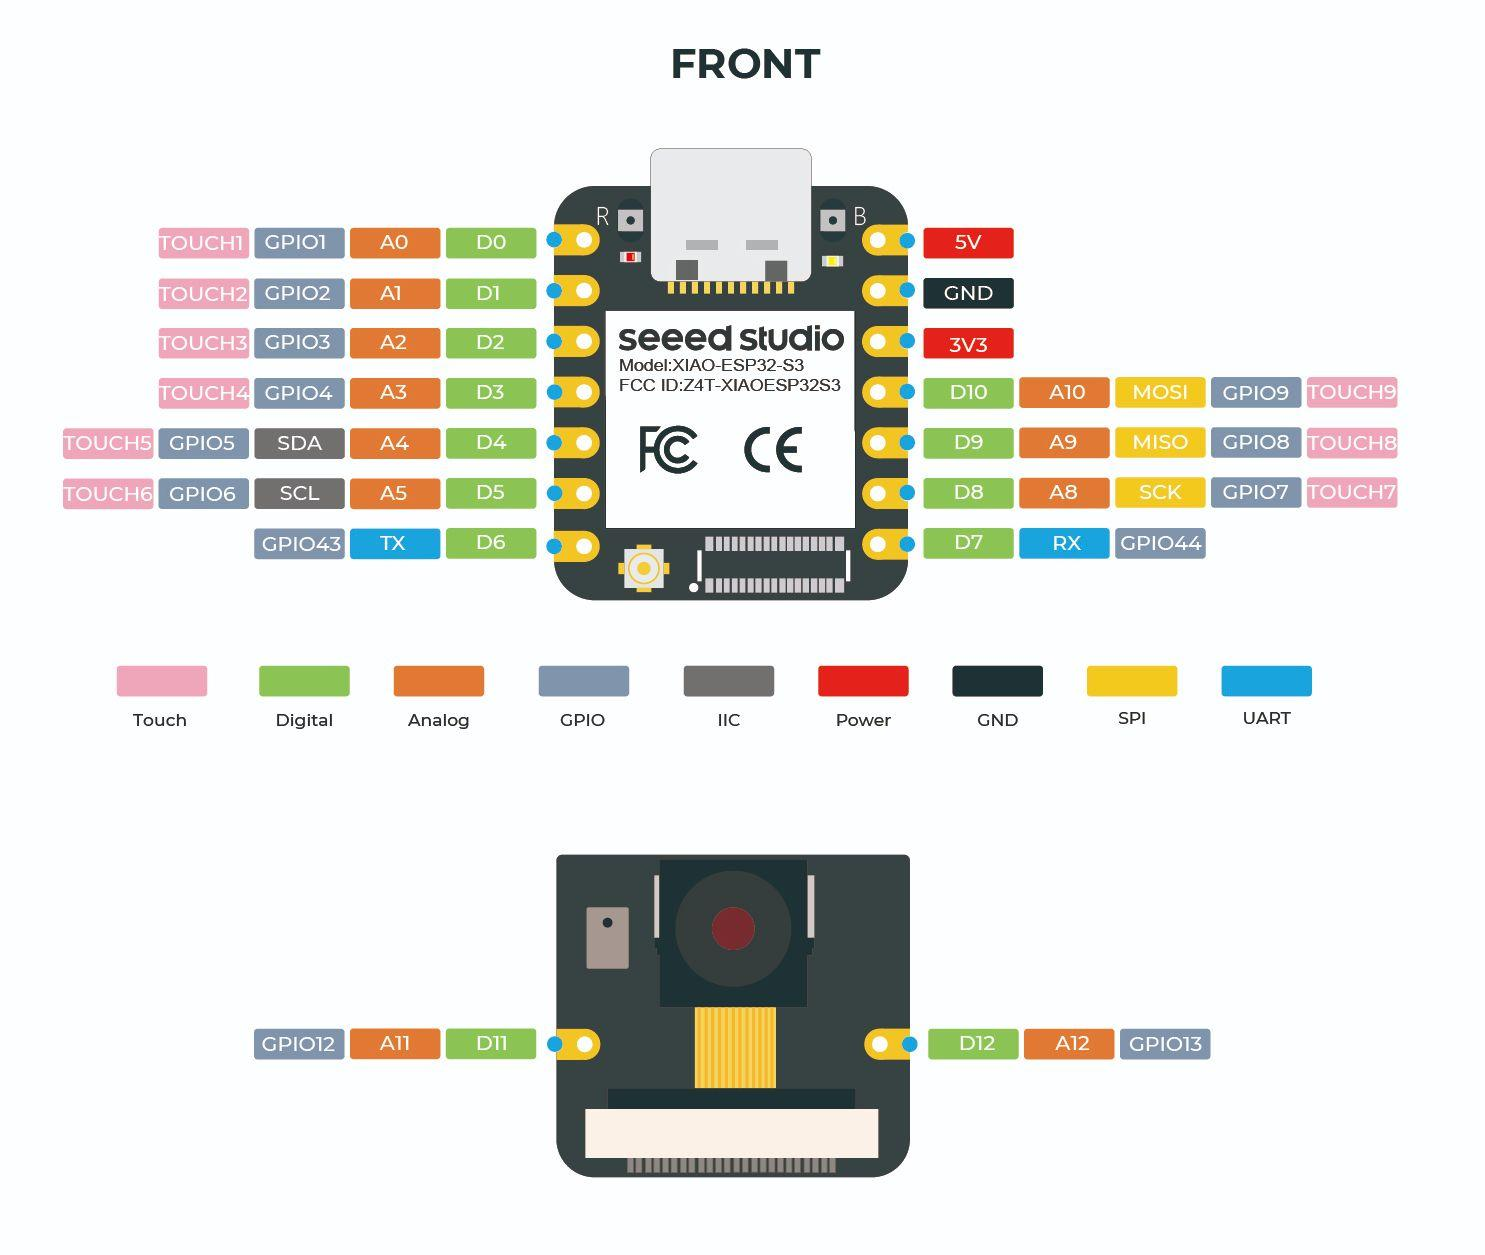 FRONT
R B
TOUCH1 GPIO1 A0 D0 5V
TOUCH2 GPIO2 A1 D1 GND
TOUCH3 GPIO3 A2 D2 3V3
seeed studio
Model:XIAO-ESP32-S3
FCC ID:Z4T-XIAOESP32S3
TOUCH4 GPIO4 A3 D3 D10 A10 MOSI GPIO9 TOUCH9
FC CE
TOUCH5 GPIO5 SDA A4 D4 D9 A9 MISO GPIO8 TOUCH8
TOUCH6 GPIO6 SCL A5 D5 D8 A8 SCK GPIO7 TOUCH7
GPIO43 TX D6 D7 RX GPIO44
Touch Digital Analog GPIO IIC Power GND SPI UART
GPIO12 A11 D11 D12 A12 GPIO13